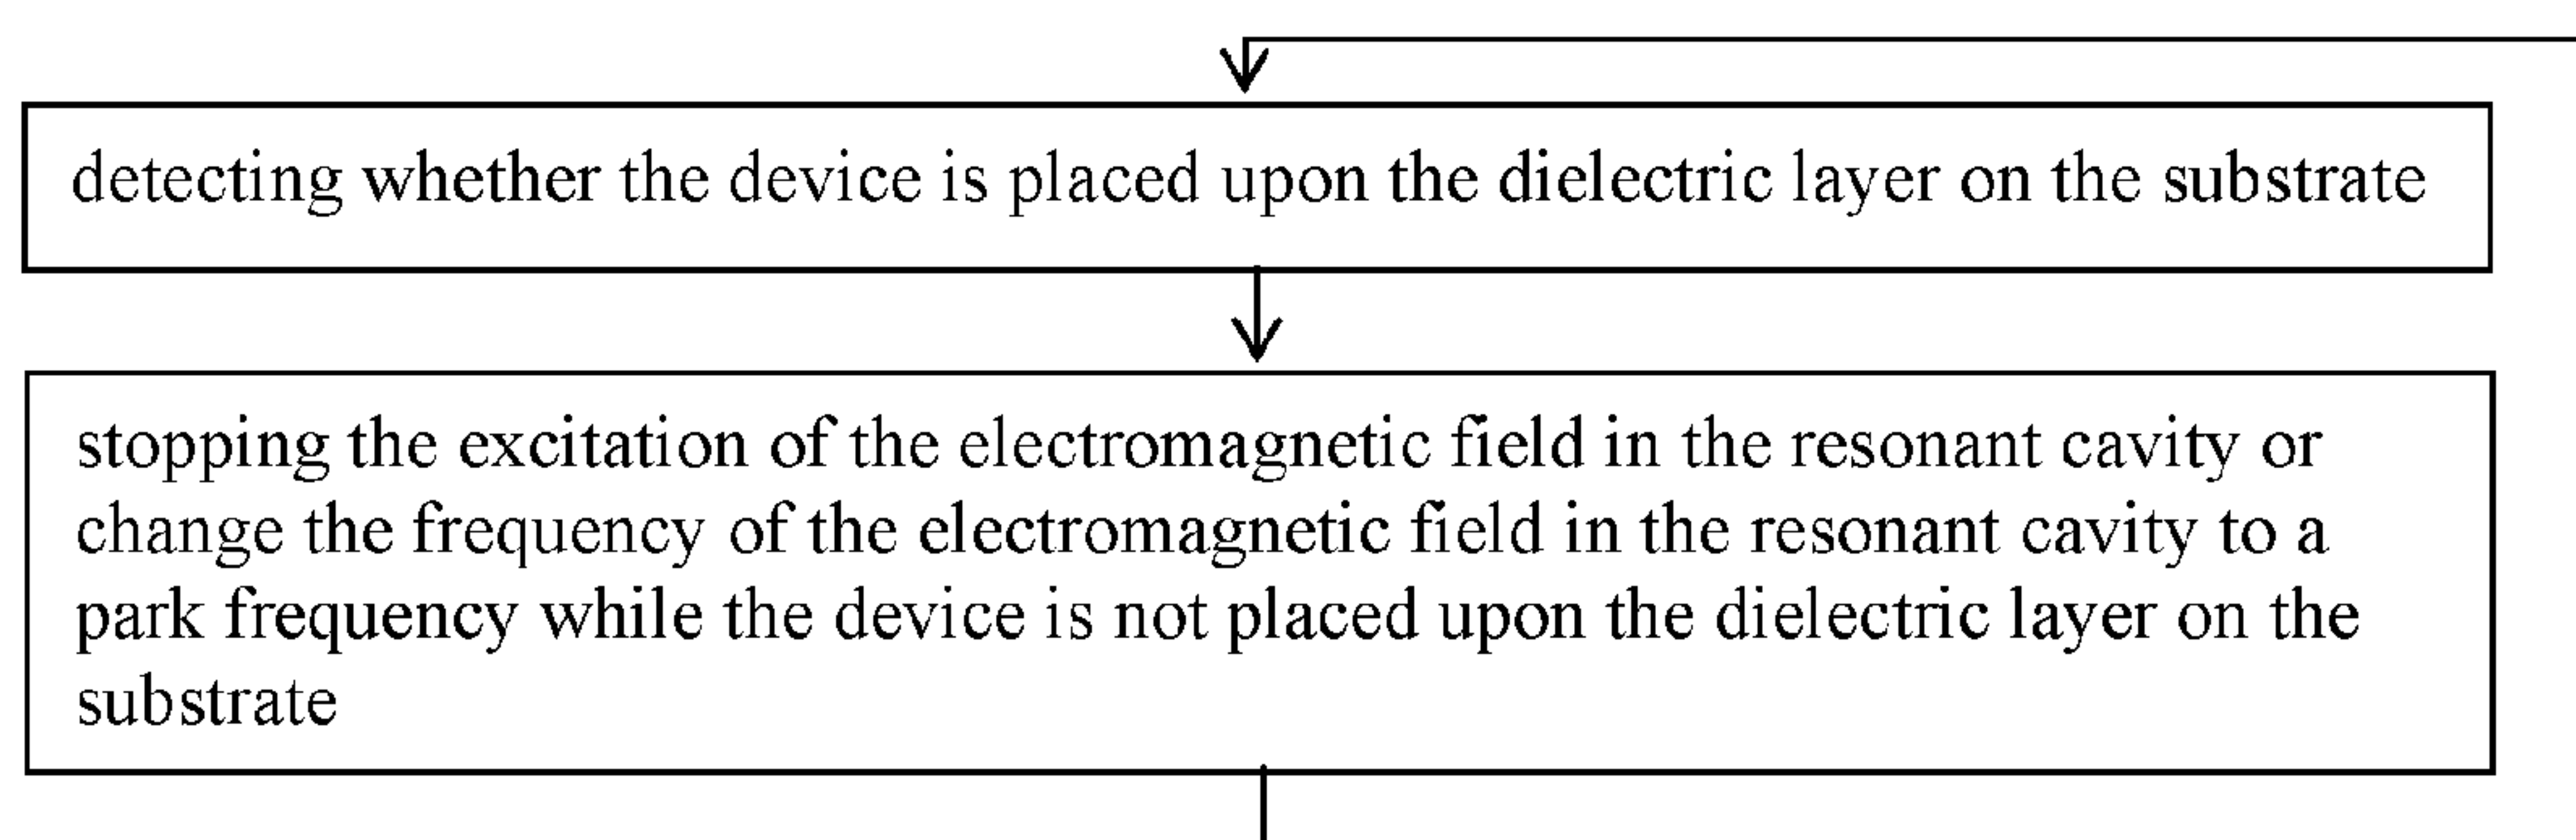 detecting whether the device is placed upon the dielectric layer on the substrate
stopping the excitation of the electromagnetic field in the resonant cavity or
change the frequency of the electromagnetic field in the resonant cavity to a
park frequency while the device is not placed upon the dielectric layer on the
substrate